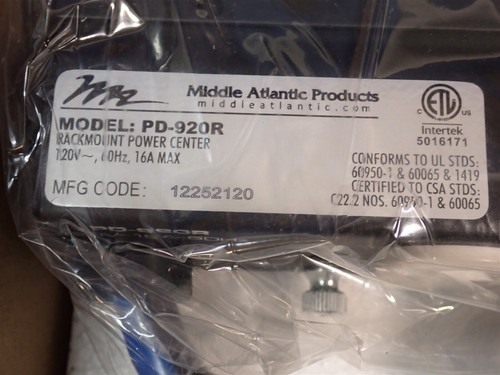 Middle Atlantic Products
middleatlantic.com
MODEL: PD-920R
RACKMOUNT POWER CENTER
120V~, 60Hz, 16A MAX
MFG CODE: 12252120
C ETL US
Intertek
5016171
CONFORMS TO UL STDS:
60950-1 & 60065 & 1419
CERTIFIED TO CSA STDS:
C22.2 NOS. 60950-1 & 60065